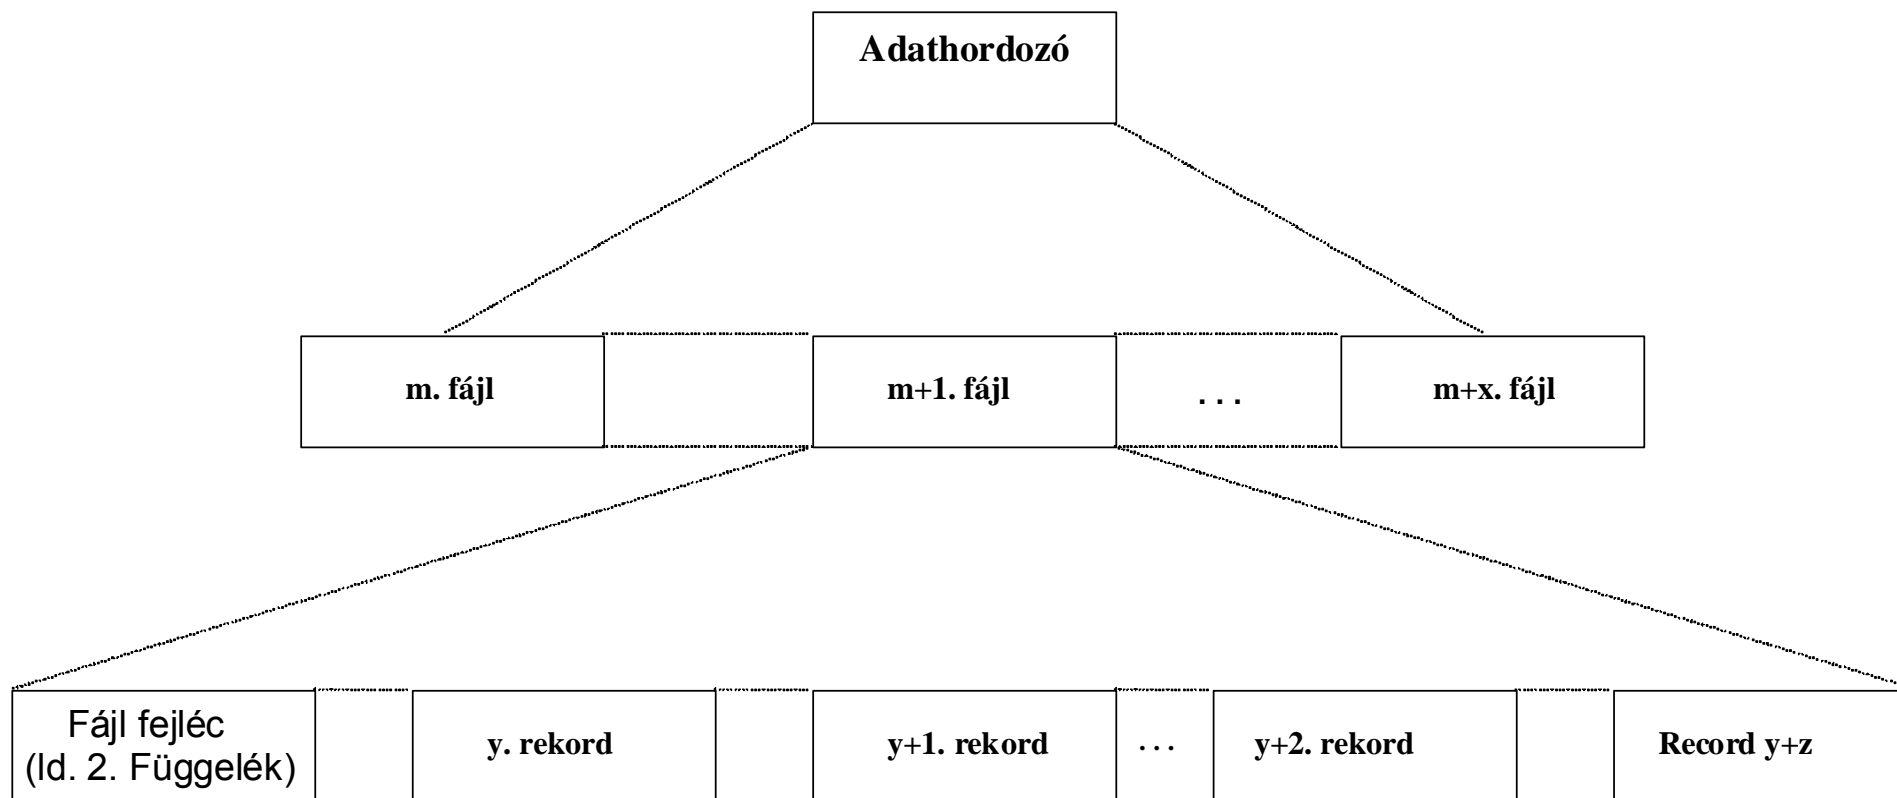 Adathordozó
m. fájl
m+1. fájl
. . .
m+x. fájl
Fájl fejléc
(ld. 2. Függelék)
y. rekord
y+1. rekord
. . .
y+2. rekord
Record y+z